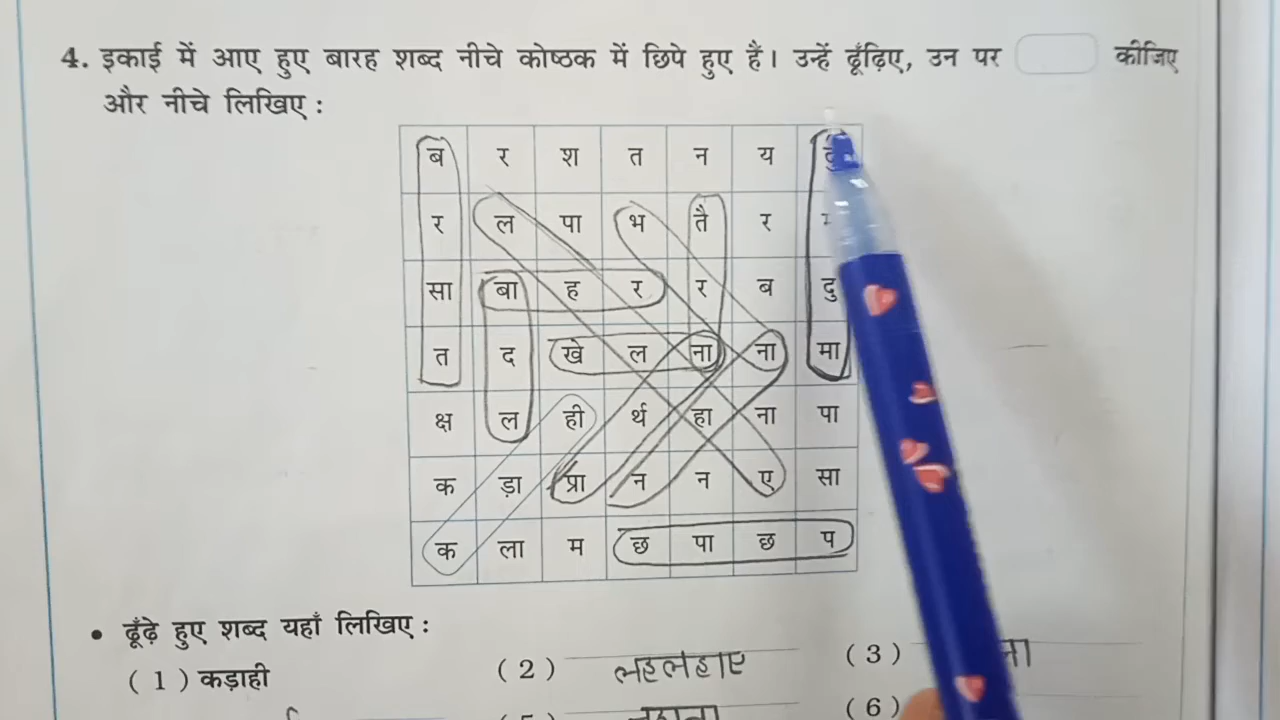 4. इकाई में आए हुए बारह शब्द नीचे कोष्ठक में छिपे हुए हैं। उन्हें ढूँढ़िए, उन पर कीजिए
और नीचे लिखिए :
ब र श त न य
र ल पा भ तै र
सा बा ह र र ब दु
त द खे ल ना ना मा
क्ष ल ही र्थ हा ना पा
क ड़ा प्रा न न ए सा
क ला म छ पा छ प
• ढूँढ़े हुए शब्द यहाँ लिखिए :
( 1 ) कड़ाही ( 2 ) लहलहाए ( 3 )
( 6 )